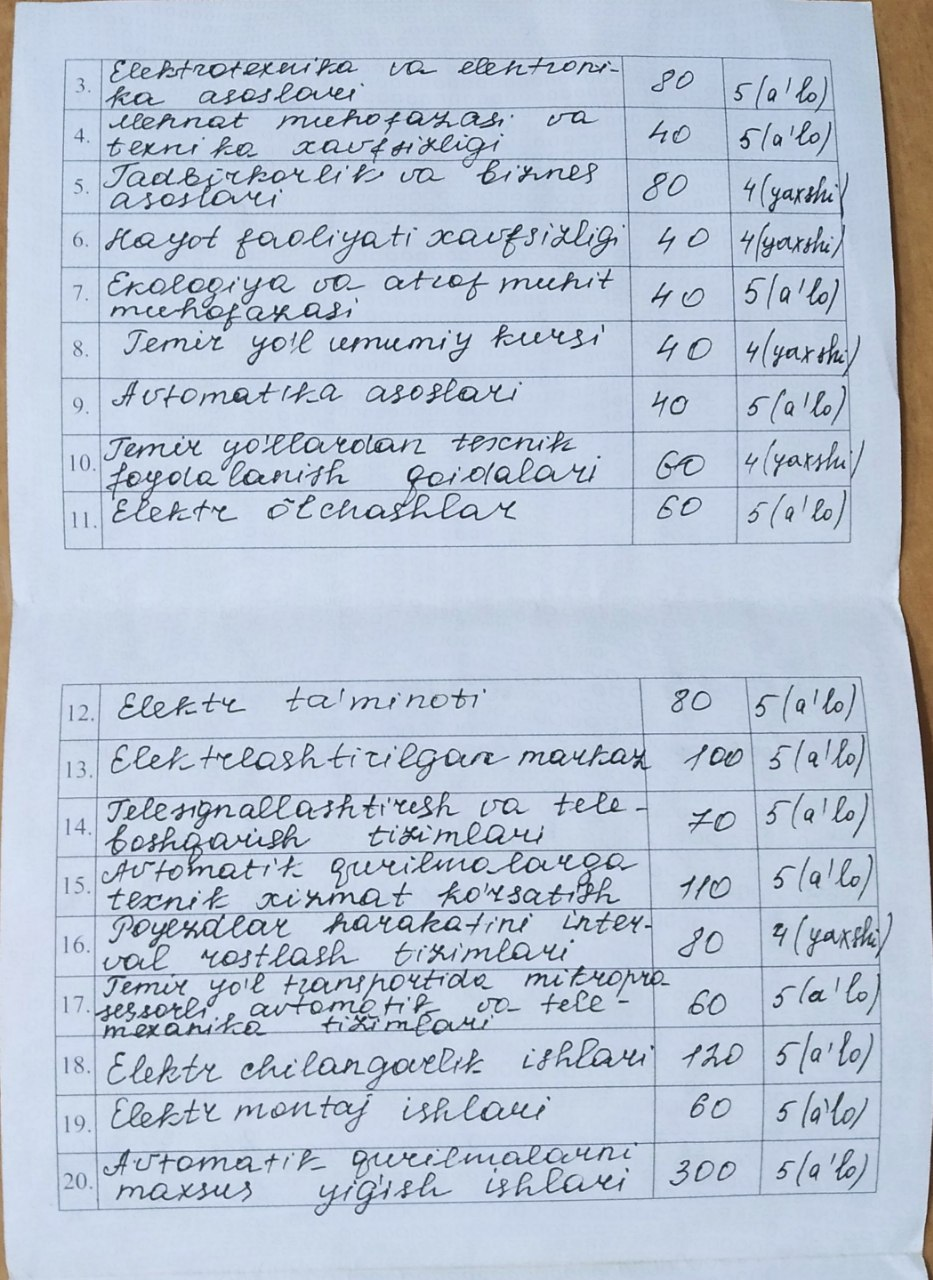 3. Elektrotexnika va elektroni- 80 5 (a'lo)
ka asoslari
4. Mehnat muhofazasi va 40 5 (a'lo)
texnika xavfsizligi
5. Tadbirkorlik va biznes 80 4 (yaxshi)
asoslari
6. Hayot faoliyati xavfsizligi 40 4 (yaxshi)
7. Ekologiya va atrof muhit 40 5 (a'lo)
muhofazasi
8. Temir yo'l umumiy kursi 40 4 (yaxshi)
9. Avtomatika asoslari 40 5 (a'lo)
10. Temir yo'llardan texnik 60 4 (yaxshi)
foydalanish qoidalari
11. Elektr o'lchashlar 60 5 (a'lo)
12. Elektr ta'minoti 80 5 (a'lo)
13. Elektrlashtirilgan markaz 100 5 (a'lo)
14. Telesignallashtirish va tele- 70 5 (a'lo)
boshqarish tizimlari
15. Avtomatik qurilmalarga 110 5 (a'lo)
texnik xizmat ko'rsatish
16. Poyezdlar harakatini inter- 80 4 (yaxshi)
val rostlash tizimlari
17. Temir yo'l transportida mikropro- 60 5 (a'lo)
sessorli avtomatik va tele-
mexanika tizimlari
18. Elektr chilangarlik ishlari 120 5 (a'lo)
19. Elektr montaj ishlari 60 5 (a'lo)
20. Avtomatik qurilmalarni 300 5 (a'lo)
maxsus yig'ish ishlari